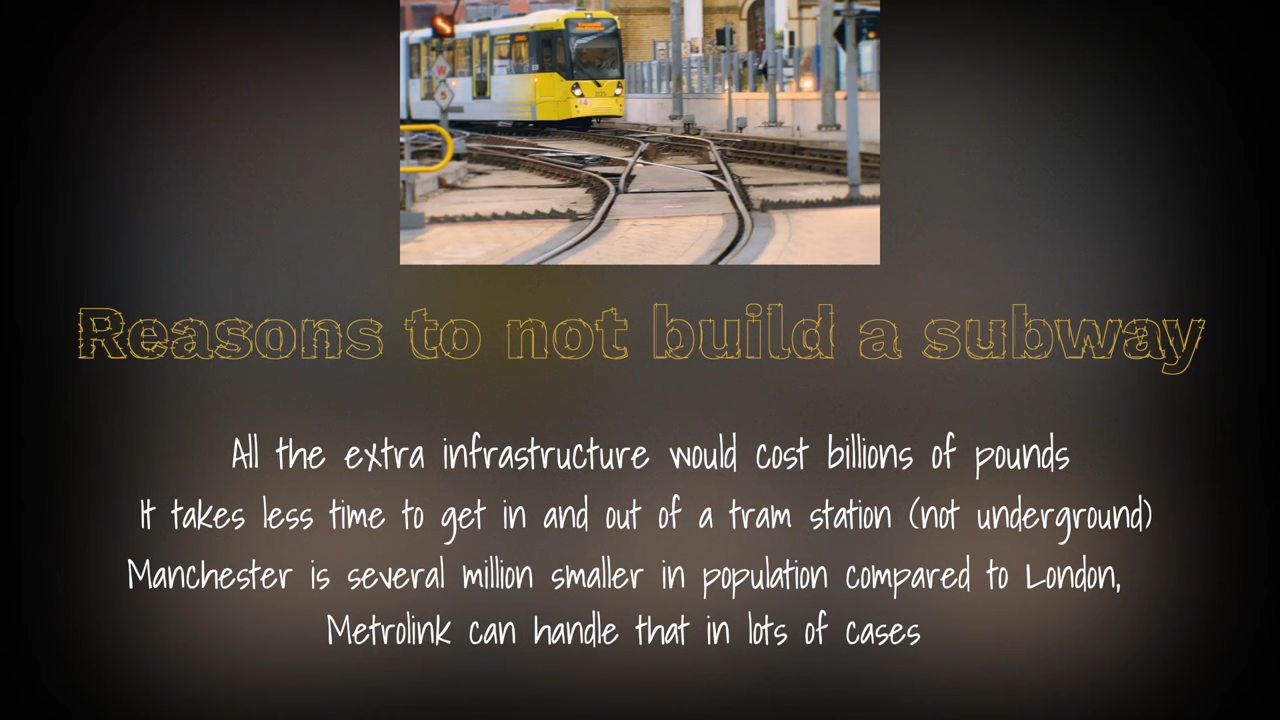 W
5
Reasons to not build a subway
All the extra infrastructure would cost billions of pounds
It takes less time to get in and out of a tram station (not underground)
Manchester is several million smaller in population compared to London,
Metrolink can handle that in lots of cases